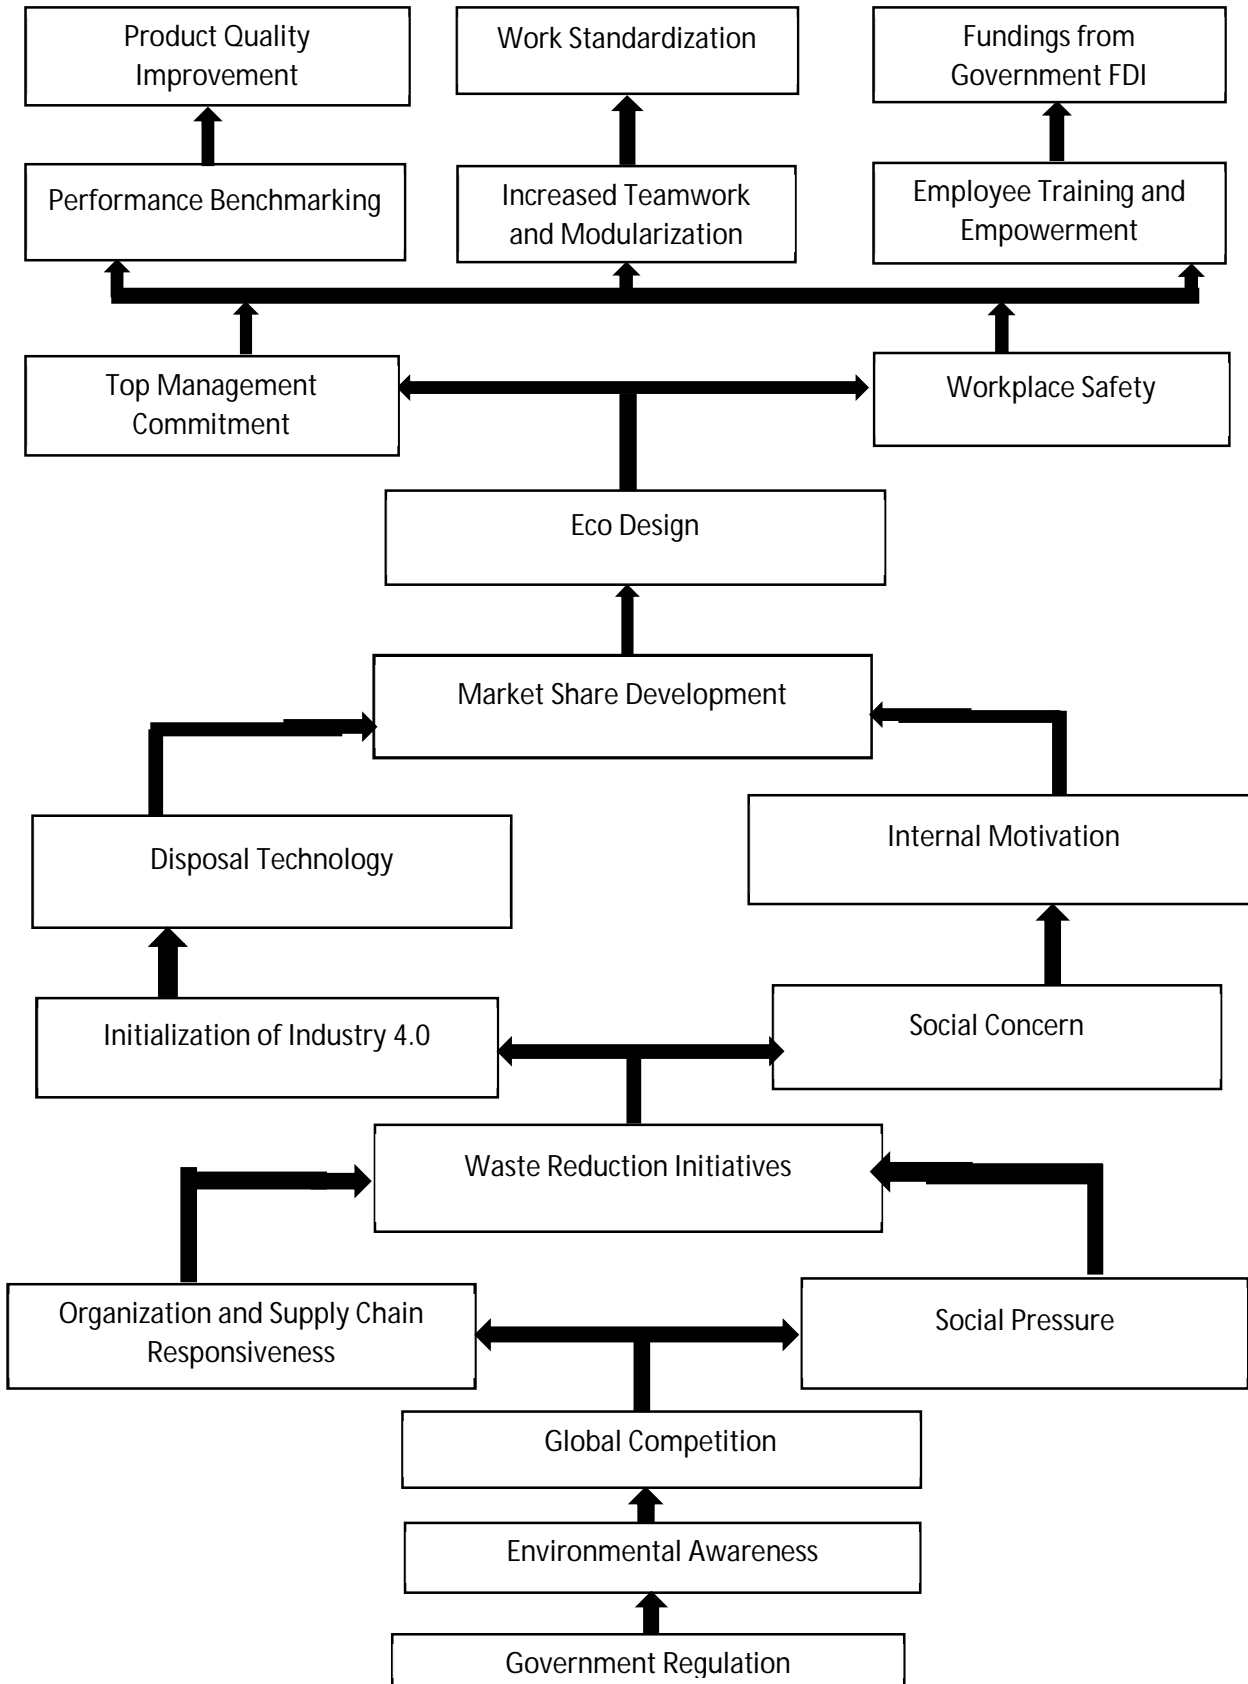 Product Quality
Improvement
Work Standardization
Fundings from
Government FDI
Performance Benchmarking
Increased Teamwork
and Modularization
Employee Training and
Empowerment
Top Management
Commitment
Workplace Safety
Eco Design
Market Share Development
Disposal Technology
Internal Motivation
Initialization of Industry 4.0
Social Concern
Waste Reduction Initiatives
Organization and Supply Chain
Responsiveness
Social Pressure
Global Competition
Environmental Awareness
Government Regulation